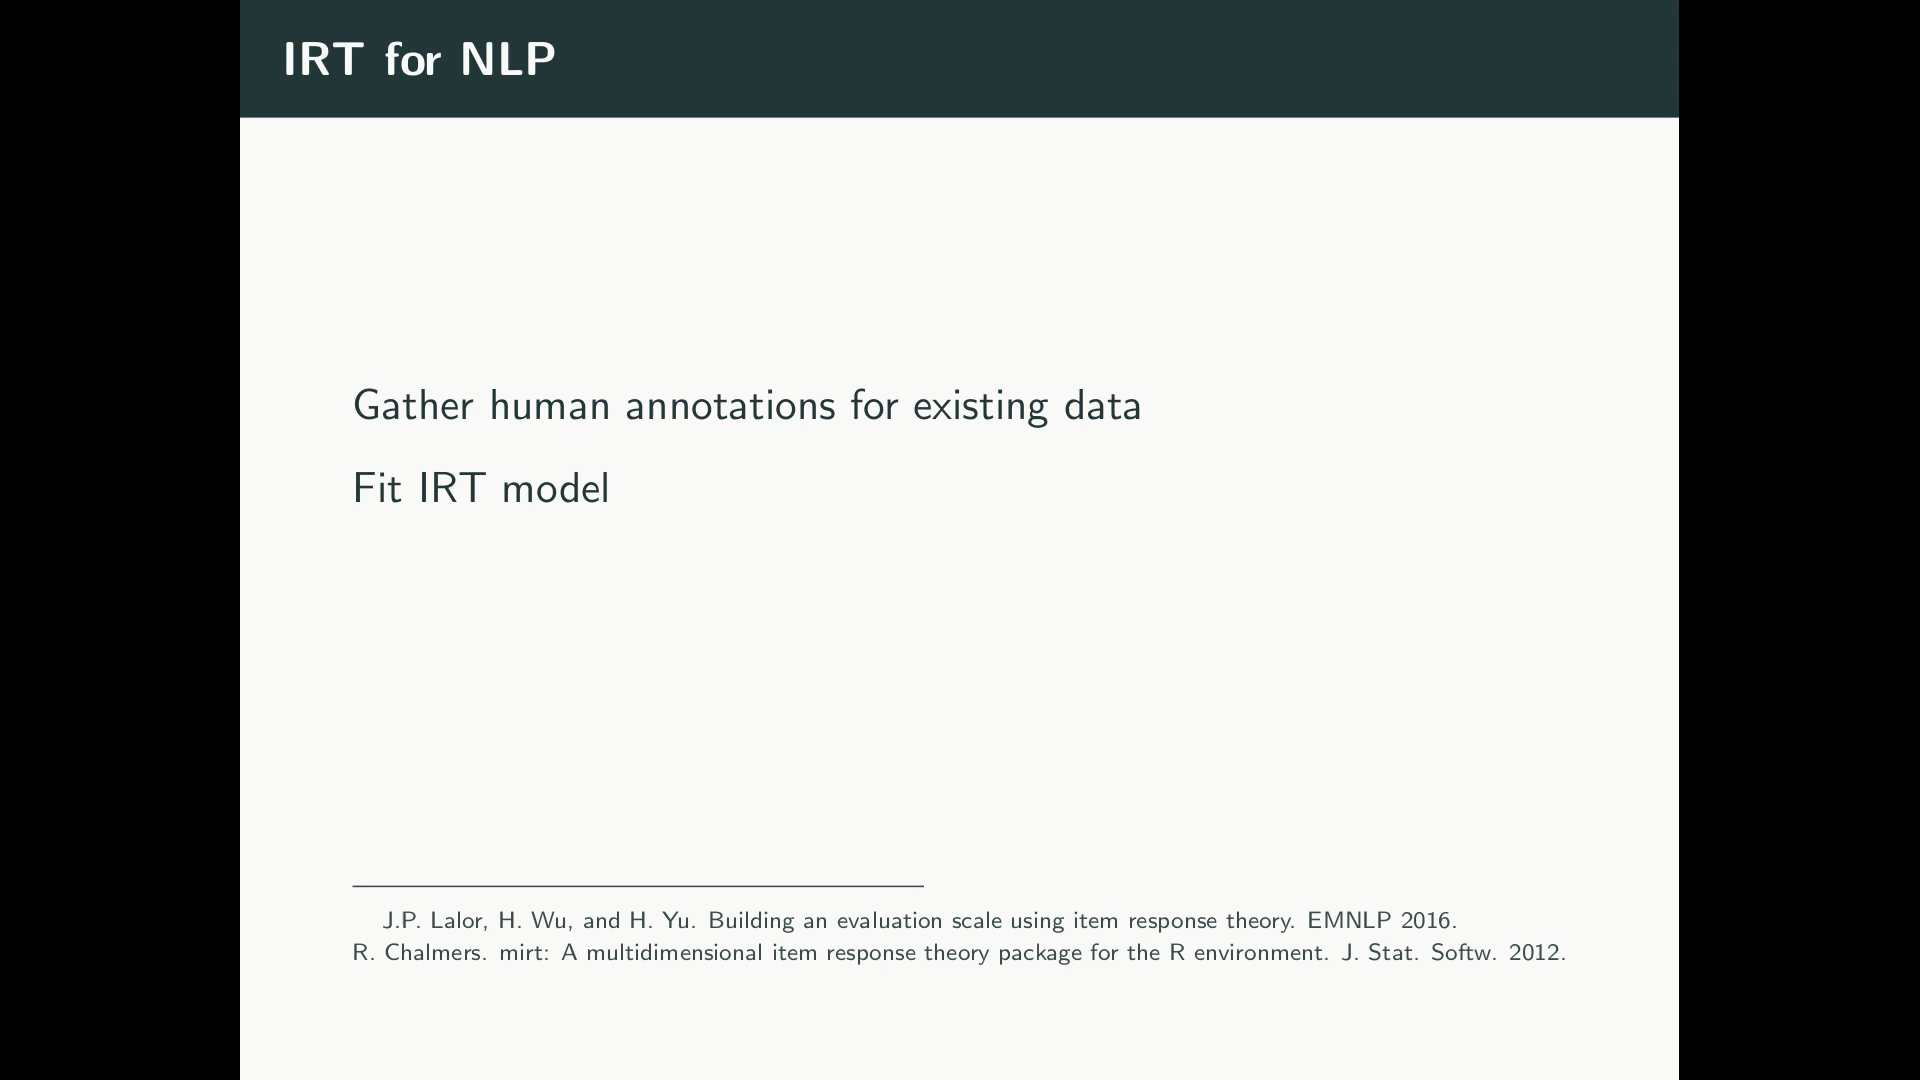 IRT for NLP
Gather human annotations for existing data
Fit IRT model
J.P. Lalor, H. Wu, and H. Yu. Building an evaluation scale using item response theory. EMNLP 2016.
R. Chalmers. mirt: A multidimensional item response theory package for the R environment. J. Stat. Softw. 2012.